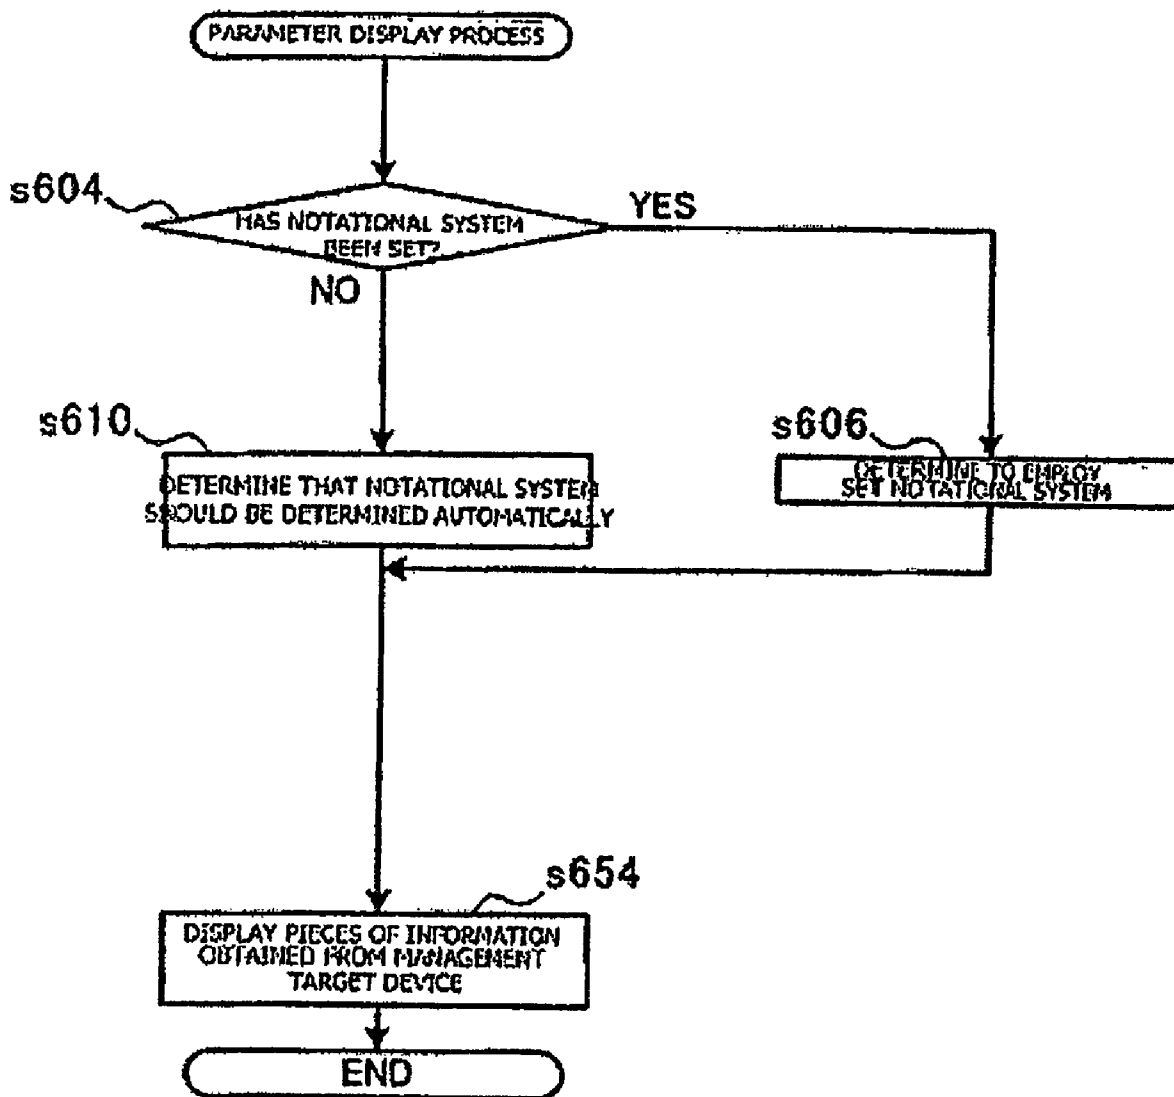 PARAMETER DISPLAY PROCESS
s604
HAS NOTATIONAL SYSTEM
BEEN SET?
YES
NO
s610
DETERMINE THAT NOTATIONAL SYSTEM
SHOULD BE DETERMINED AUTOMATICALLY
s606
DETERMINE TO EMPLOY
SET NOTATIONAL SYSTEM
s654
DISPLAY PIECES OF INFORMATION
OBTAINED FROM MANAGEMENT
TARGET DEVICE
END